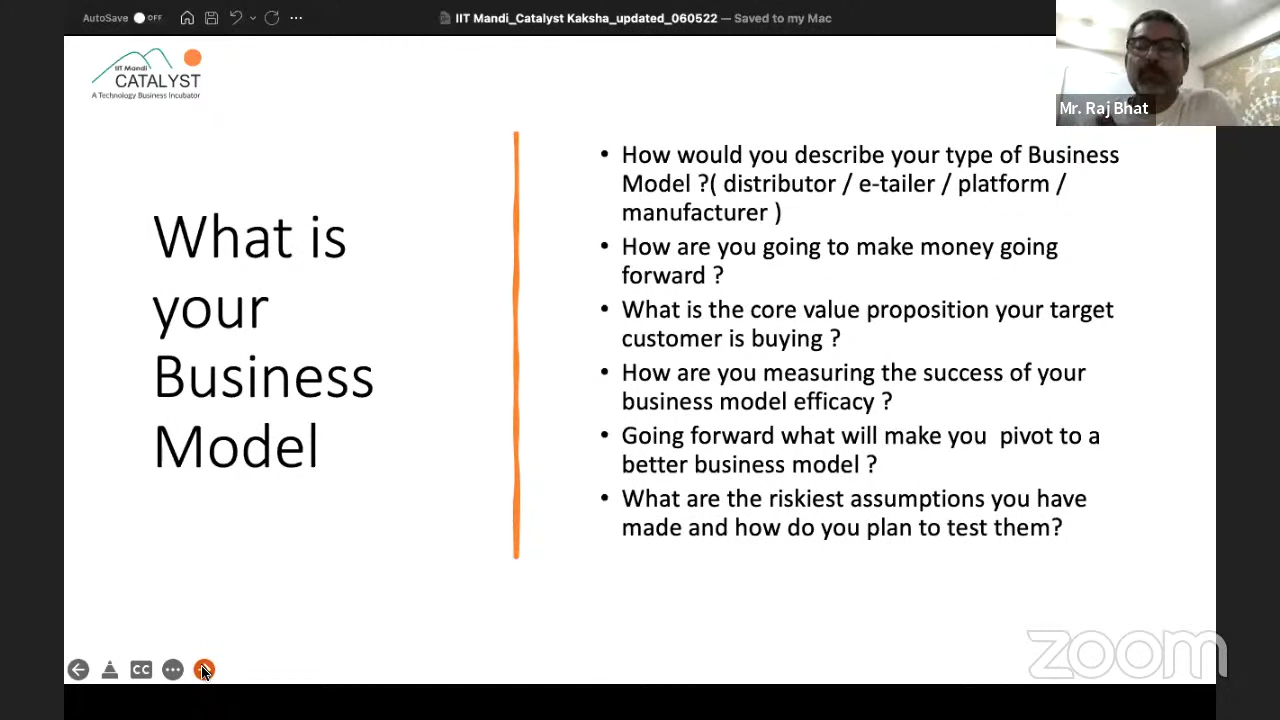 AutoSave OFF
IIT Mandi_Catalyst Kaksha_updated_060522 — Saved to my Mac
IIT Mandi
CATALYST
A Technology Business Incubator
Mr. Raj Bhat
What is
your
Business
Model
• How would you describe your type of Business
Model ?( distributor / e-tailer / platform /
manufacturer )
• How are you going to make money going
forward ?
• What is the core value proposition your target
customer is buying ?
• How are you measuring the success of your
business model efficacy ?
• Going forward what will make you  pivot to a
better business model ?
• What are the riskiest assumptions you have
made and how do you plan to test them?
CC
zoom